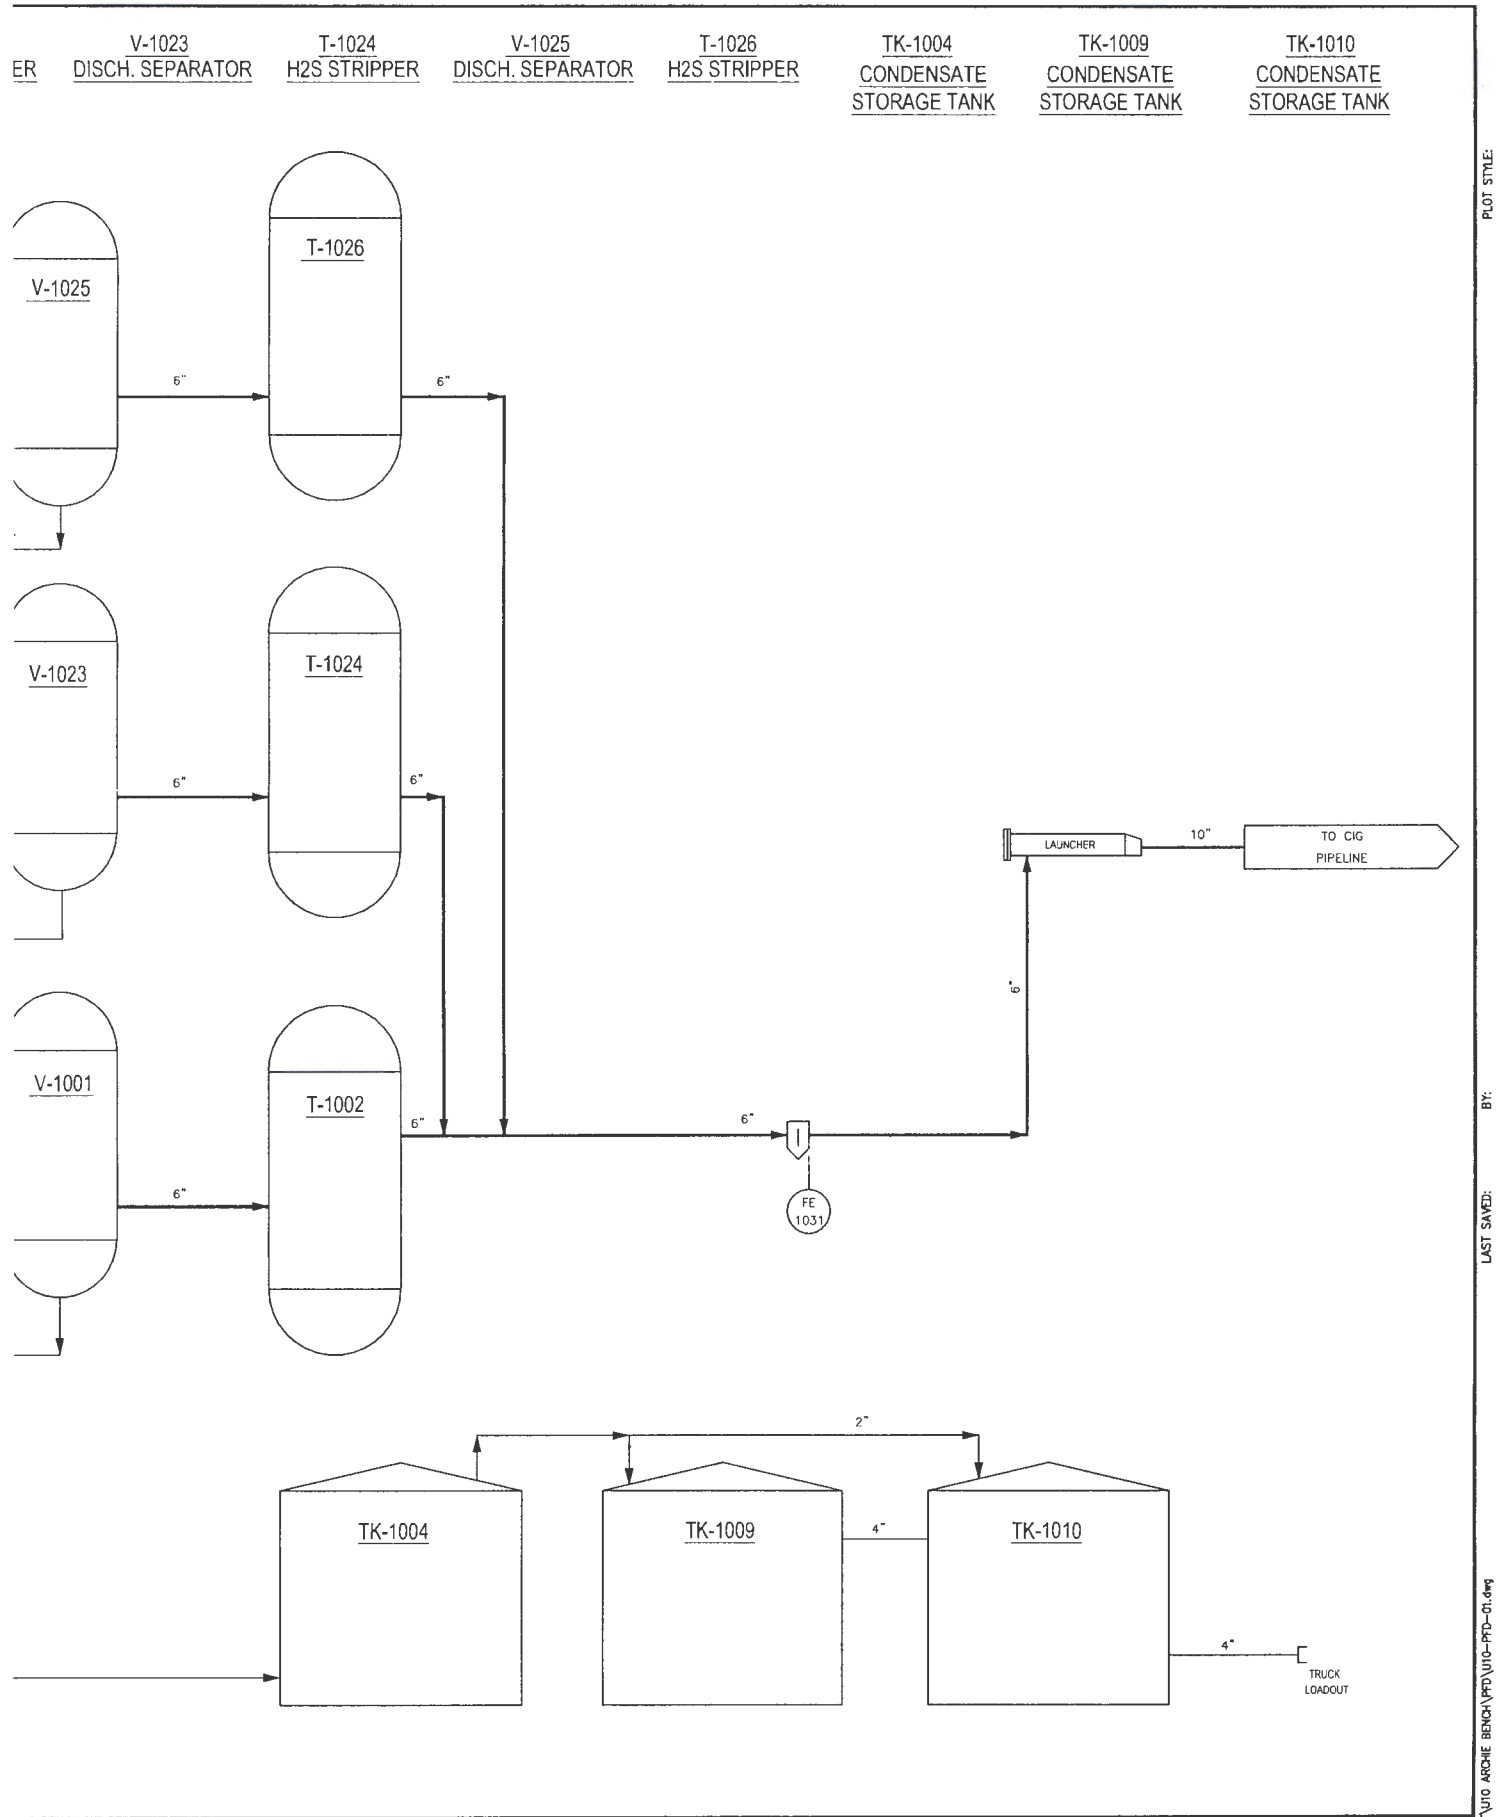 V-1023
DISCH. SEPARATOR
T-1024
H2S STRIPPER
V-1025
DISCH. SEPARATOR
T-1026
H2S STRIPPER
TK-1004
CONDENSATE
STORAGE TANK
TK-1009
CONDENSATE
STORAGE TANK
TK-1010
CONDENSATE
STORAGE TANK
ER
PLOT STYLE:
T-1026
V-1025
6"
6"
T-1024
V-1023
6"
6"
LAUNCHER
10"
TO CIG
PIPELINE
6"
V-1001
T-1002
6"
6"
6"
FE
1031
BY:
LAST SAVED:
2"
TK-1004
TK-1009
4"
TK-1010
4"
TRUCK
LOADOUT
\U10 ARCHIE BENCH\PFD\U10-PFD-01.dwg